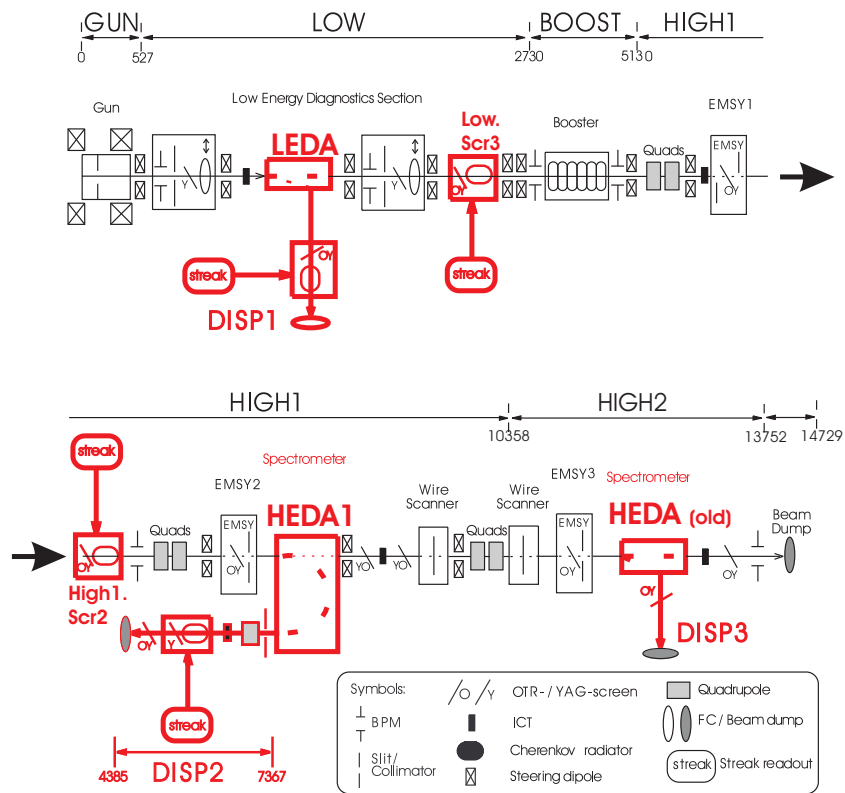 GUN LOW BOOST HIGH1
0 527 2730 5130
Gun Low Energy Diagnostics Section Low. Scr3 Booster EMSY1
LEDA Quads EMSY
Y Y OY OY
OY
streak streak
DISP1
HIGH1 HIGH2
10358 13752 14729
streak Spectrometer EMSY3 Spectrometer
EMSY2 HEDA1 Wire Scanner Wire Scanner HEDA (old) Beam Dump
Quads EMSY Quads EMSY
OY OY YO YO OY OY
High1. Scr2 OY
OY Y DISP3
streak
4385 DISP2 7367
Symbols: O Y OTR- / YAG-screen Quadrupole
BPM ICT FC / Beam dump
Slit/ Collimator Cherenkov radiator
Steering dipole streak Streak readout